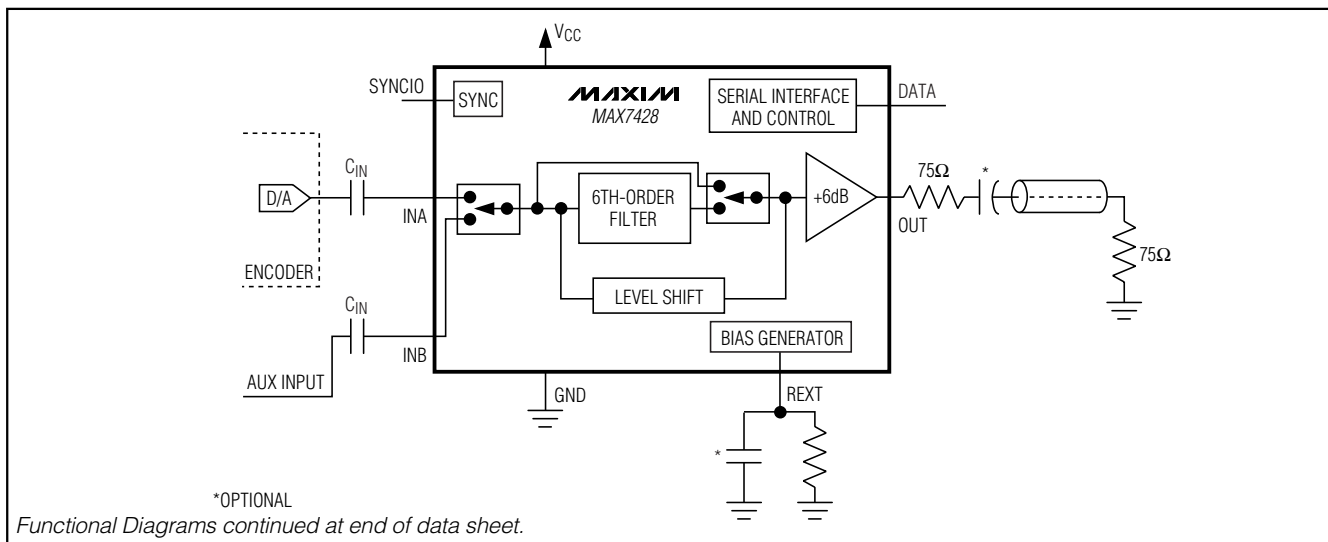 VCC
SYNCIO
SYNC
MAXIM
MAX7428
SERIAL INTERFACE
AND CONTROL
DATA
D/A
CIN
INA
6TH-ORDER
FILTER
+6dB
75Ω
*
OUT
75Ω
ENCODER
LEVEL SHIFT
CIN
INB
BIAS GENERATOR
AUX INPUT
GND
REXT
*
*OPTIONAL
Functional Diagrams continued at end of data sheet.